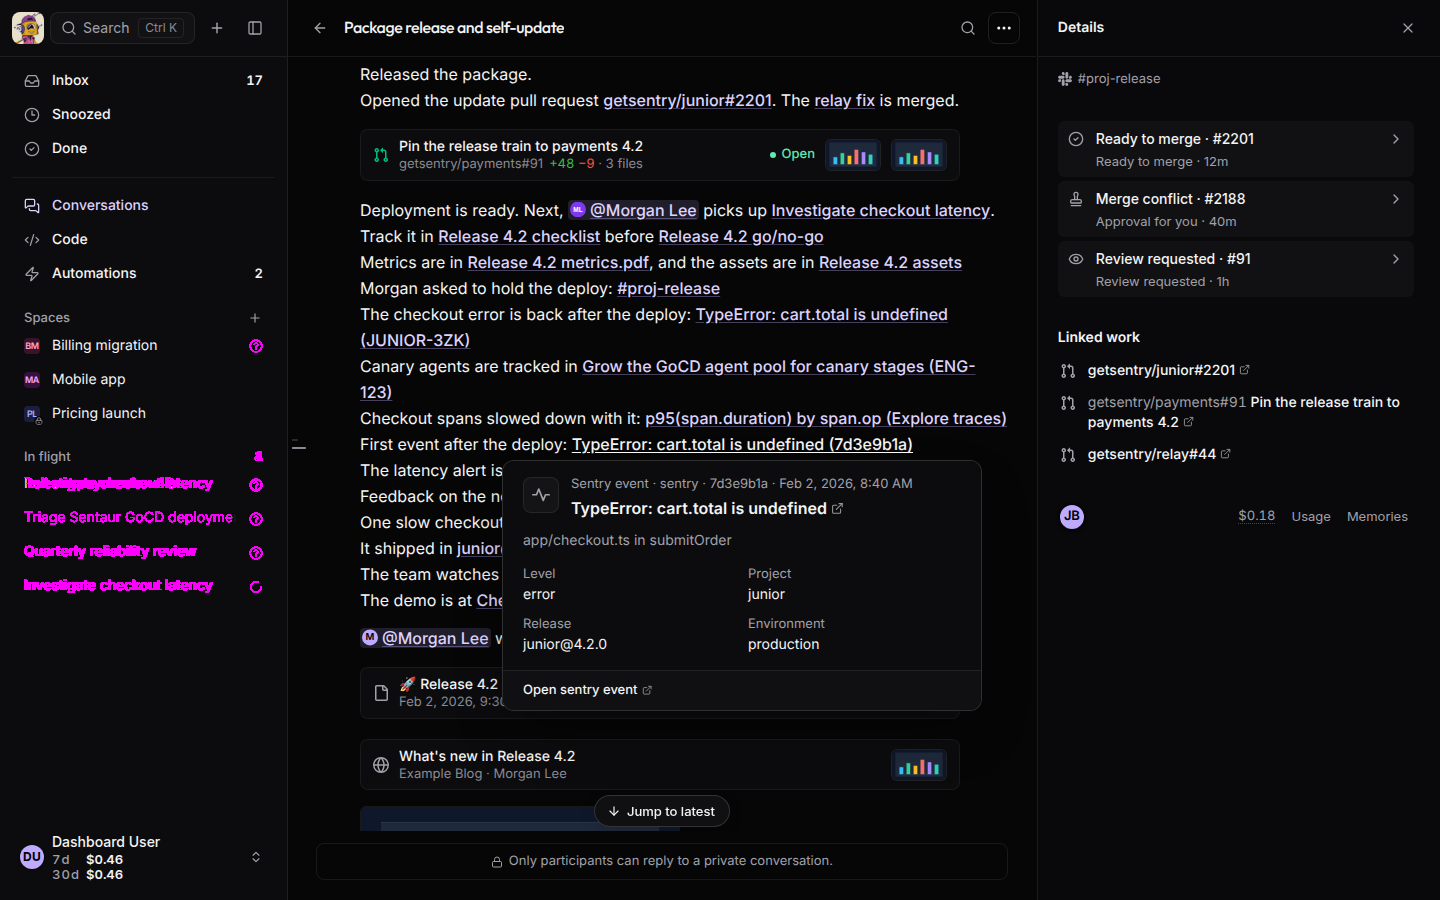 Search Ctrl K
Inbox 17
Snoozed
Done
Conversations
Code
Automations 2
Spaces
BM Billing migration
MA Mobile app
PL Pricing launch
In flight
latency
Triage Sentaur GoCD deployme
Quarterly reliability review
Investigate checkout latency
DU Dashboard User
7d $0.46
30d $0.46
Package release and self-update
Released the package.
Opened the update pull request getsentry/junior#2201. The relay fix is merged.
Pin the release train to payments 4.2
getsentry/payments#91 +48 −9 · 3 files
Open
Deployment is ready. Next, ML @Morgan Lee picks up Investigate checkout latency.
Track it in Release 4.2 checklist before Release 4.2 go/no-go
Metrics are in Release 4.2 metrics.pdf, and the assets are in Release 4.2 assets
Morgan asked to hold the deploy: #proj-release
The checkout error is back after the deploy: TypeError: cart.total is undefined
(JUNIOR-3ZK)
Canary agents are tracked in Grow the GoCD agent pool for canary stages (ENG-
123)
Checkout spans slowed down with it: p95(span.duration) by span.op (Explore traces)
First event after the deploy: TypeError: cart.total is undefined (7d3e9b1a)
The latency alert is
Feedback on the
One slow checkout
It shipped in
The team watches
The demo is at
M @Morgan Lee
Sentry event · sentry · 7d3e9b1a · Feb 2, 2026, 8:40 AM
TypeError: cart.total is undefined
app/checkout.ts in submitOrder
Level Project
error junior
Release Environment
junior@4.2.0 production
Open sentry event
🚀 Release 4.2
Feb 2, 2026,
What's new in Release 4.2
Example Blog · Morgan Lee
Jump to latest
Only participants can reply to a private conversation.
Details
#proj-release
Ready to merge · #2201
Ready to merge · 12m
Merge conflict · #2188
Approval for you · 40m
Review requested · #91
Review requested · 1h
Linked work
getsentry/junior#2201
getsentry/payments#91 Pin the release train to
payments 4.2
getsentry/relay#44
JB $0.18 Usage Memories